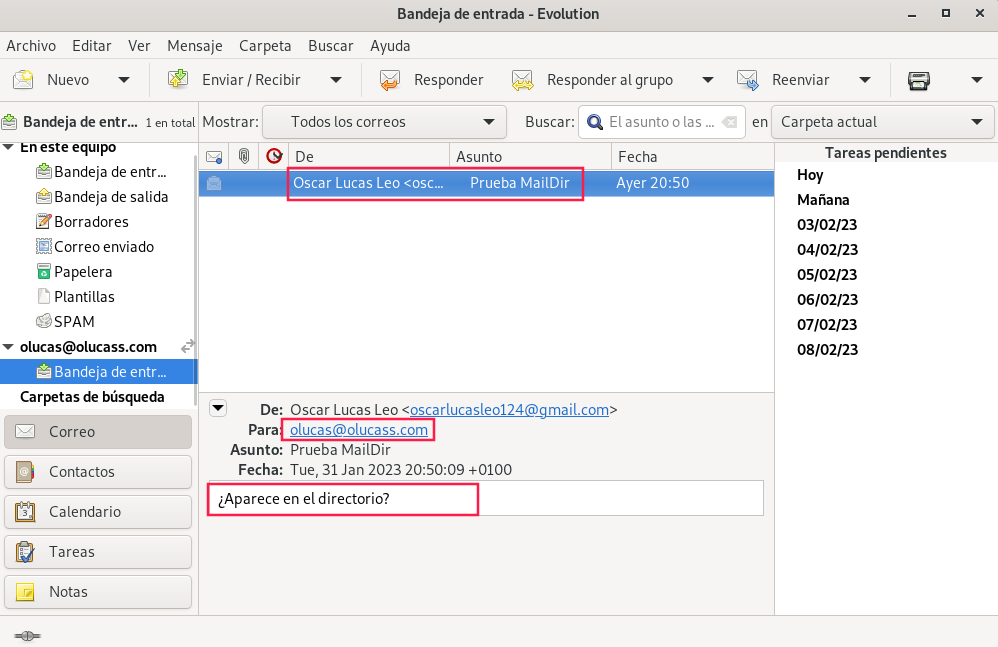 Bandeja de entrada - Evolution
Archivo Editar Ver Mensaje Carpeta Buscar Ayuda
Nuevo Enviar / Recibir Responder Responder al grupo Reenviar
Bandeja de entr... 1 en total Mostrar: Todos los correos Buscar: El asunto o las ... en Carpeta actual
En este equipo
Bandeja de entr...
Bandeja de salida
Borradores
Correo enviado
Papelera
Plantillas
SPAM
olucas@olucass.com
Bandeja de entr...
Carpetas de búsqueda
Correo
Contactos
Calendario
3
Tareas
Notas
De Asunto Fecha
Oscar Lucas Leo <osc... Prueba MailDir Ayer 20:50
De: Oscar Lucas Leo <oscarlucasleo124@gmail.com>
Para: olucas@olucass.com
Asunto: Prueba MailDir
Fecha: Tue, 31 Jan 2023 20:50:09 +0100
¿Aparece en el directorio?
Tareas pendientes
Hoy
Mañana
03/02/23
04/02/23
05/02/23
06/02/23
07/02/23
08/02/23